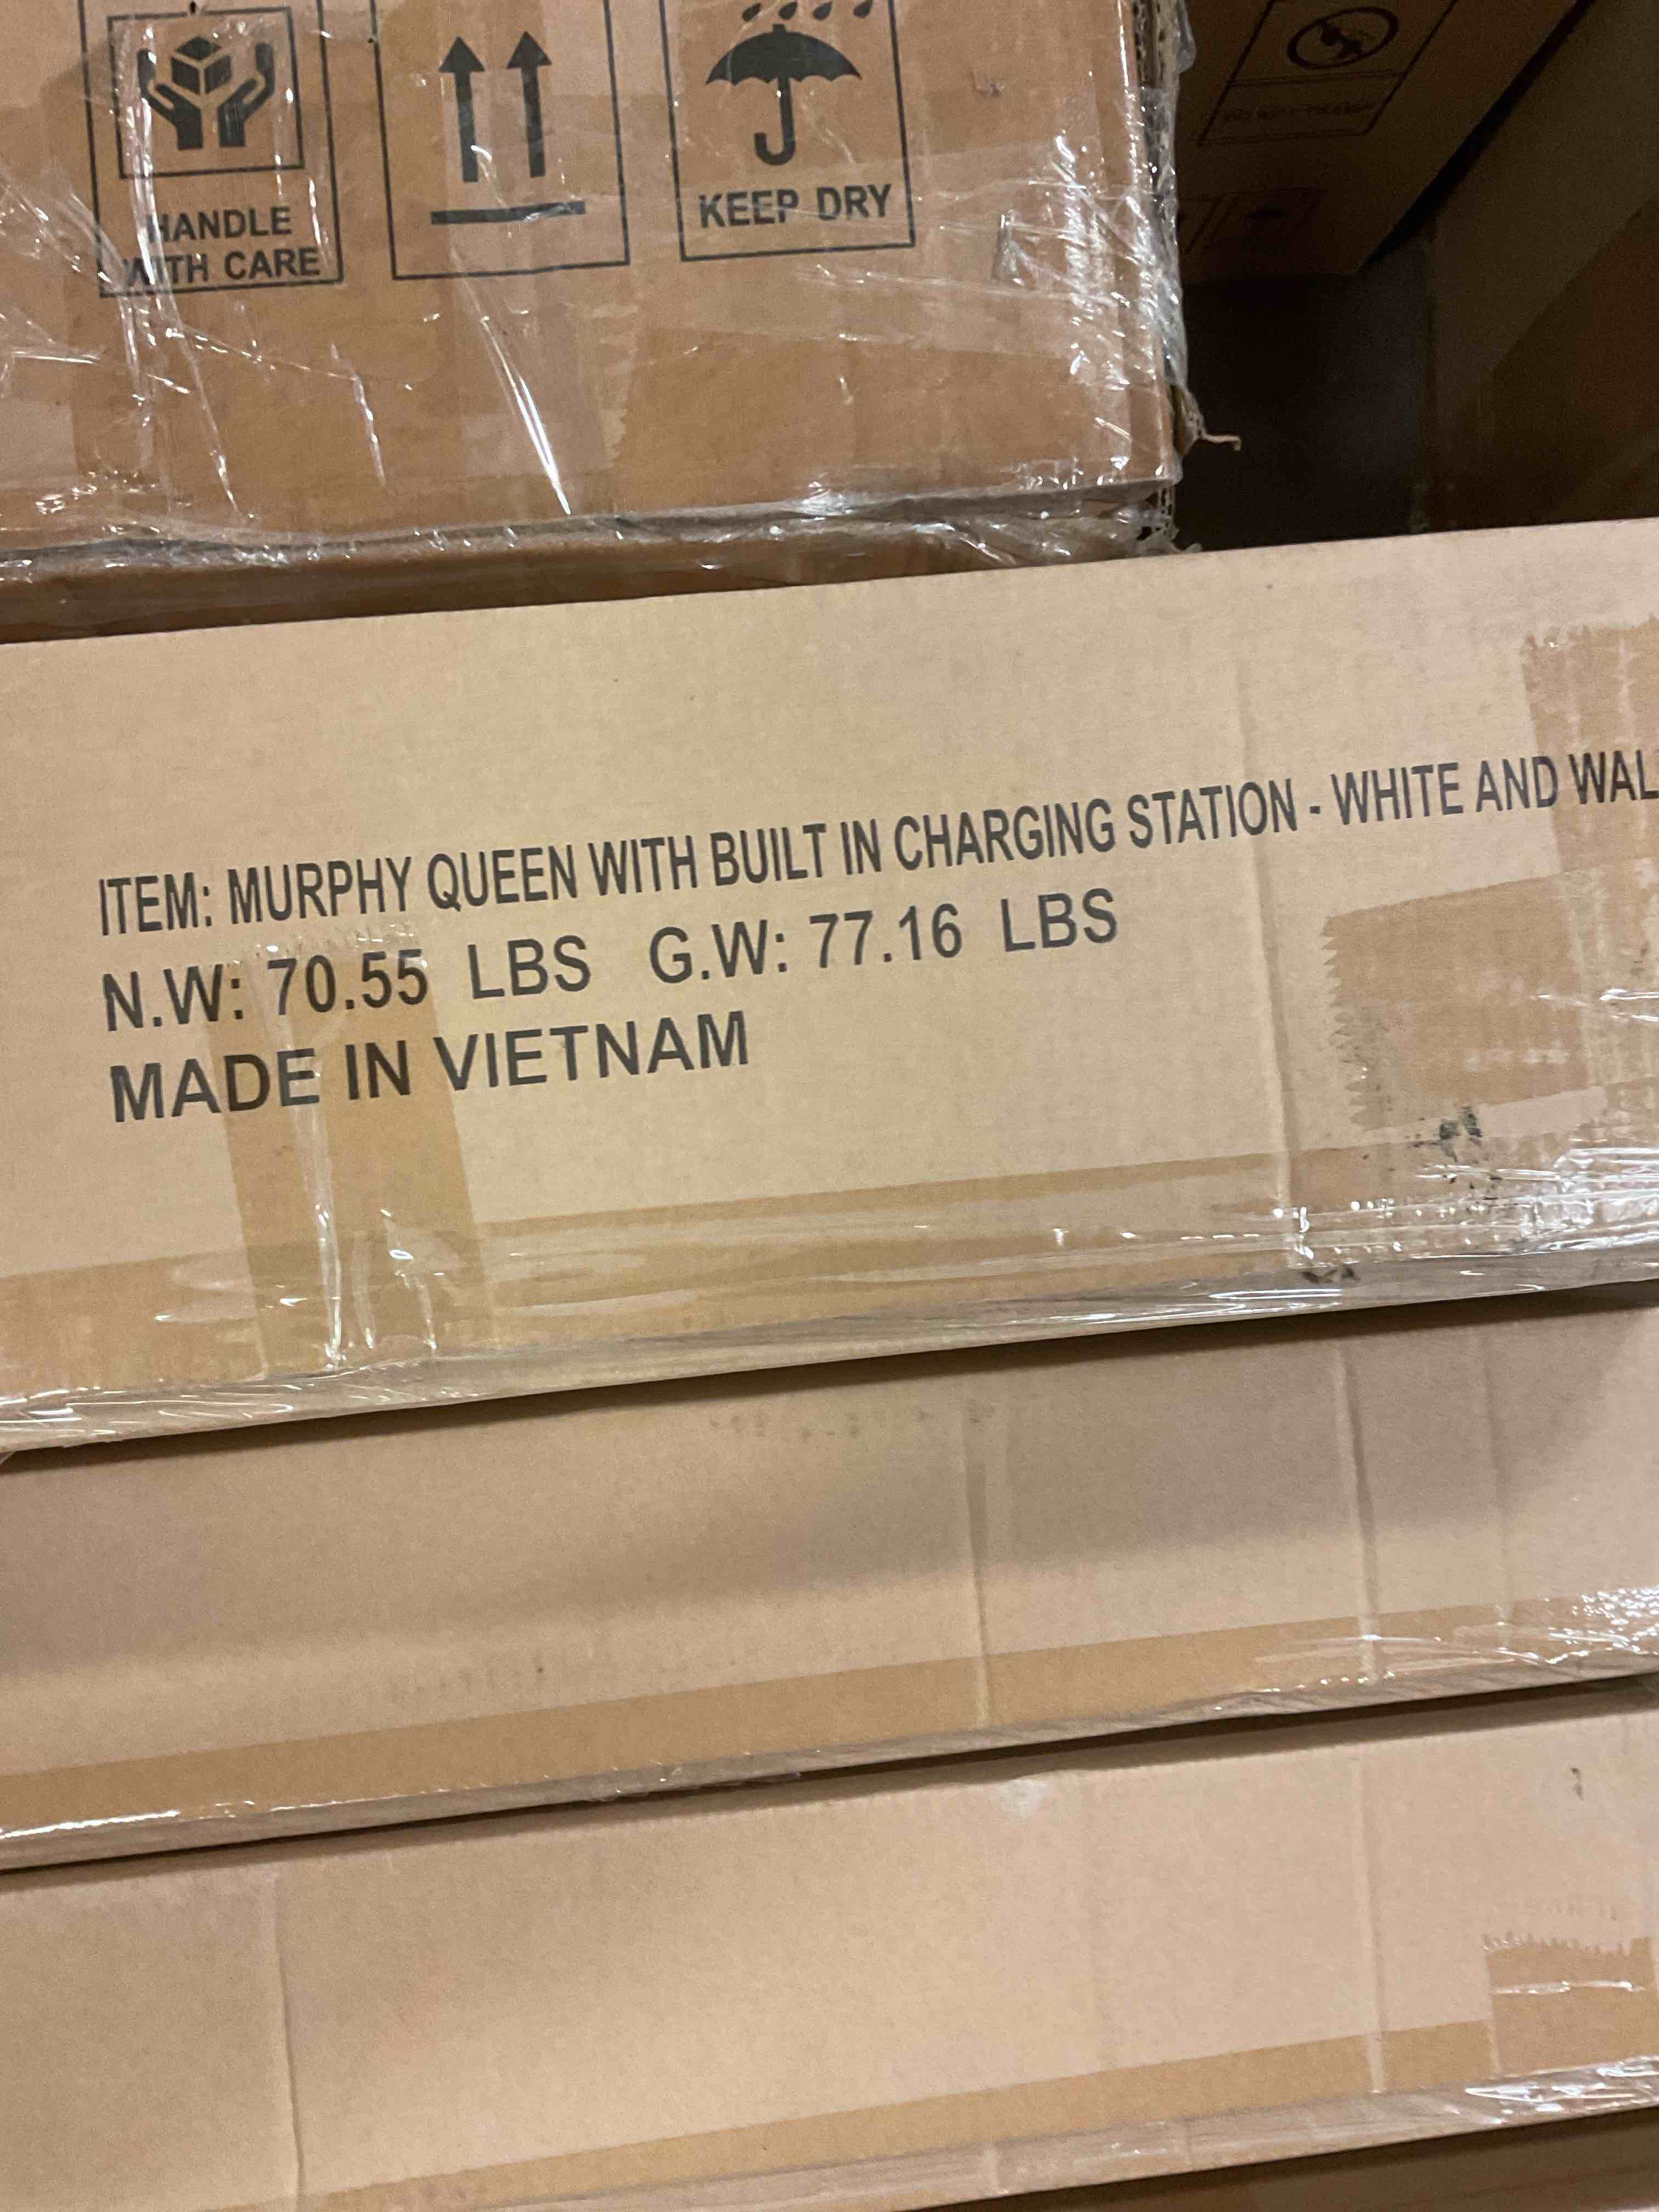 HANDLE
WITH CARE
KEEP DRY
ITEM: MURPHY QUEEN WITH BUILT IN CHARGING STATION - WHITE AND WAL
N.W: 70.55 LBS G.W: 77.16 LBS
MADE IN VIETNAM